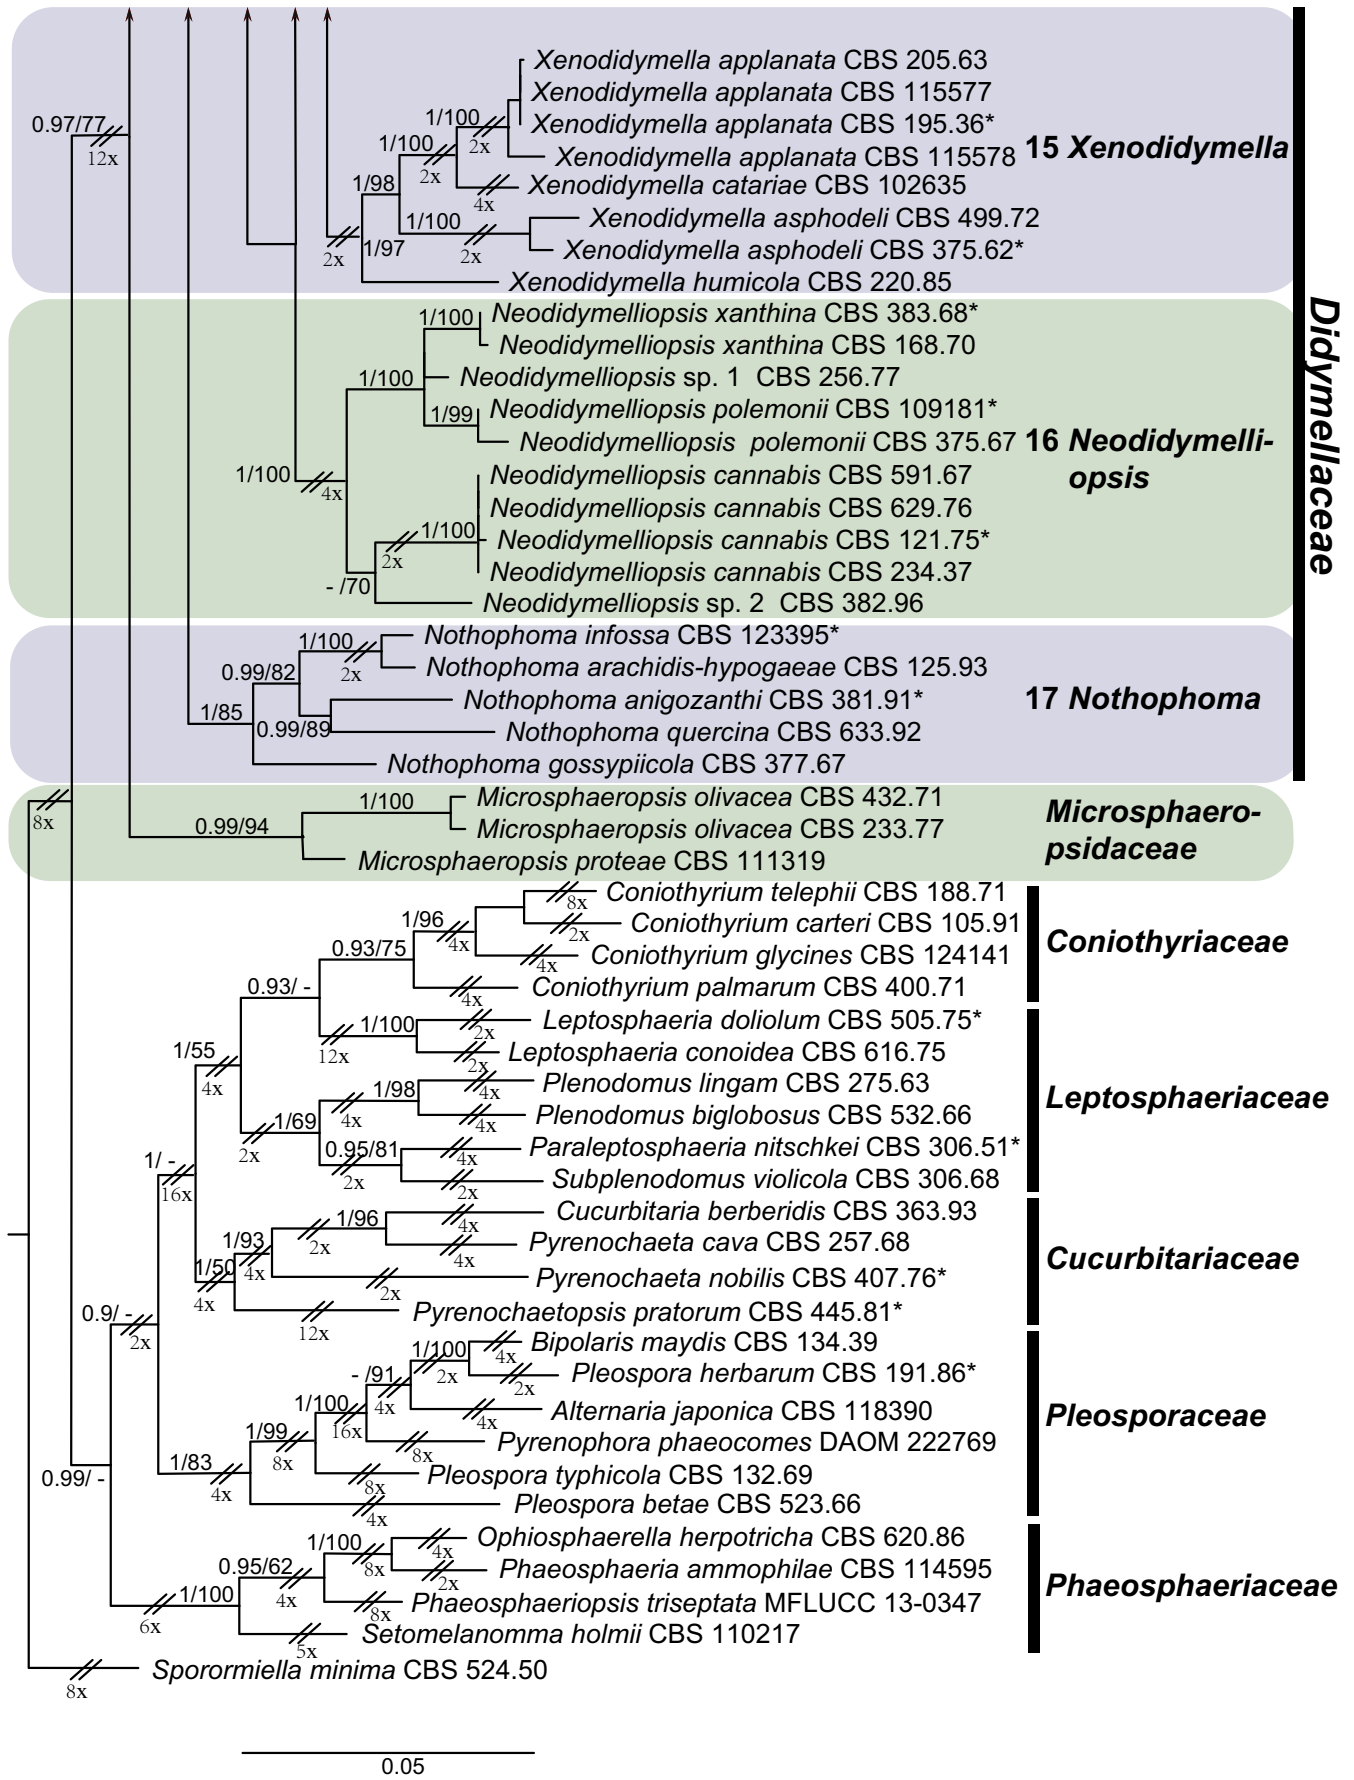 Xenodidymella applanata CBS 205.63
Xenodidymella applanata CBS 115577
1/100
2x
Xenodidymella applanata CBS 195.36*
0.97/77
12x
1/100
2x
Xenodidymella applanata CBS 115578
15 Xenodidymella
1/98
Xenodidymella catariae CBS 102635
4x
1/100
2x
Xenodidymella asphodeli CBS 499.72
2x
1/97
Xenodidymella asphodeli CBS 375.62*
Xenodidymella humicola CBS 220.85
Didymellaceae
1/100
Neodidymelliopsis xanthina CBS 383.68*
Neodidymelliopsis xanthina CBS 168.70
1/100
Neodidymelliopsis sp. 1 CBS 256.77
1/99
Neodidymelliopsis polemonii CBS 109181*
Neodidymelliopsis polemonii CBS 375.67
16 Neodidymelli-
opsis
1/100
4x
Neodidymelliopsis cannabis CBS 591.67
Neodidymelliopsis cannabis CBS 629.76
1/100
2x
Neodidymelliopsis cannabis CBS 121.75*
Neodidymelliopsis cannabis CBS 234.37
- /70
Neodidymelliopsis sp. 2 CBS 382.96
1/100
2x
Nothophoma infossa CBS 123395*
Nothophoma arachidis-hypogaeae CBS 125.93
0.99/82
Nothophoma anigozanthi CBS 381.91*
17 Nothophoma
1/85
0.99/89
Nothophoma quercina CBS 633.92
Nothophoma gossypiicola CBS 377.67
8x
1/100
Microsphaeropsis olivacea CBS 432.71
Microsphaeropsis olivacea CBS 233.77
Microsphaero-
psidaceae
0.99/94
Microsphaeropsis proteae CBS 111319
8x
Coniothyrium telephii CBS 188.71
1/96
4x
2x
Coniothyrium carteri CBS 105.91
Coniothyriaceae
0.93/75
4x
Coniothyrium glycines CBS 124141
0.93/ -
4x
Coniothyrium palmarum CBS 400.71
12x
1/100
2x
Leptosphaeria doliolum CBS 505.75*
2x
Leptosphaeria conoidea CBS 616.75
1/55
4x
1/98
4x
4x
Plenodomus lingam CBS 275.63
Leptosphaeriaceae
2x
1/69
4x
Plenodomus biglobosus CBS 532.66
0.95/81
2x
4x
Paraleptosphaeria nitschkei CBS 306.51*
1/ -
16x
2x
Subplenodomus violicola CBS 306.68
1/96
2x
4x
Cucurbitaria berberidis CBS 363.93
1/93
4x
4x
Pyrenochaeta cava CBS 257.68
Cucurbitariaceae
1/50
4x
2x
Pyrenochaeta nobilis CBS 407.76*
0.9/ -
2x
12x
Pyrenochaetopsis pratorum CBS 445.81*
1/100
2x
4x
Bipolaris maydis CBS 134.39
- /91
4x
2x
Pleospora herbarum CBS 191.86*
1/100
16x
4x
Alternaria japonica CBS 118390
Pleosporaceae
1/99
8x
8x
Pyrenophora phaeocomes DAOM 222769
0.99/ -
1/83
4x
8x
Pleospora typhicola CBS 132.69
4x
Pleospora betae CBS 523.66
1/100
8x
4x
Ophiosphaerella herpotricha CBS 620.86
0.95/62
4x
2x
Phaeosphaeria ammophilae CBS 114595
Phaeosphaeriaceae
6x
1/100
8x
Phaeosphaeriopsis triseptata MFLUCC 13-0347
5x
Setomelanomma holmii CBS 110217
8x
Sporormiella minima CBS 524.50
0.05